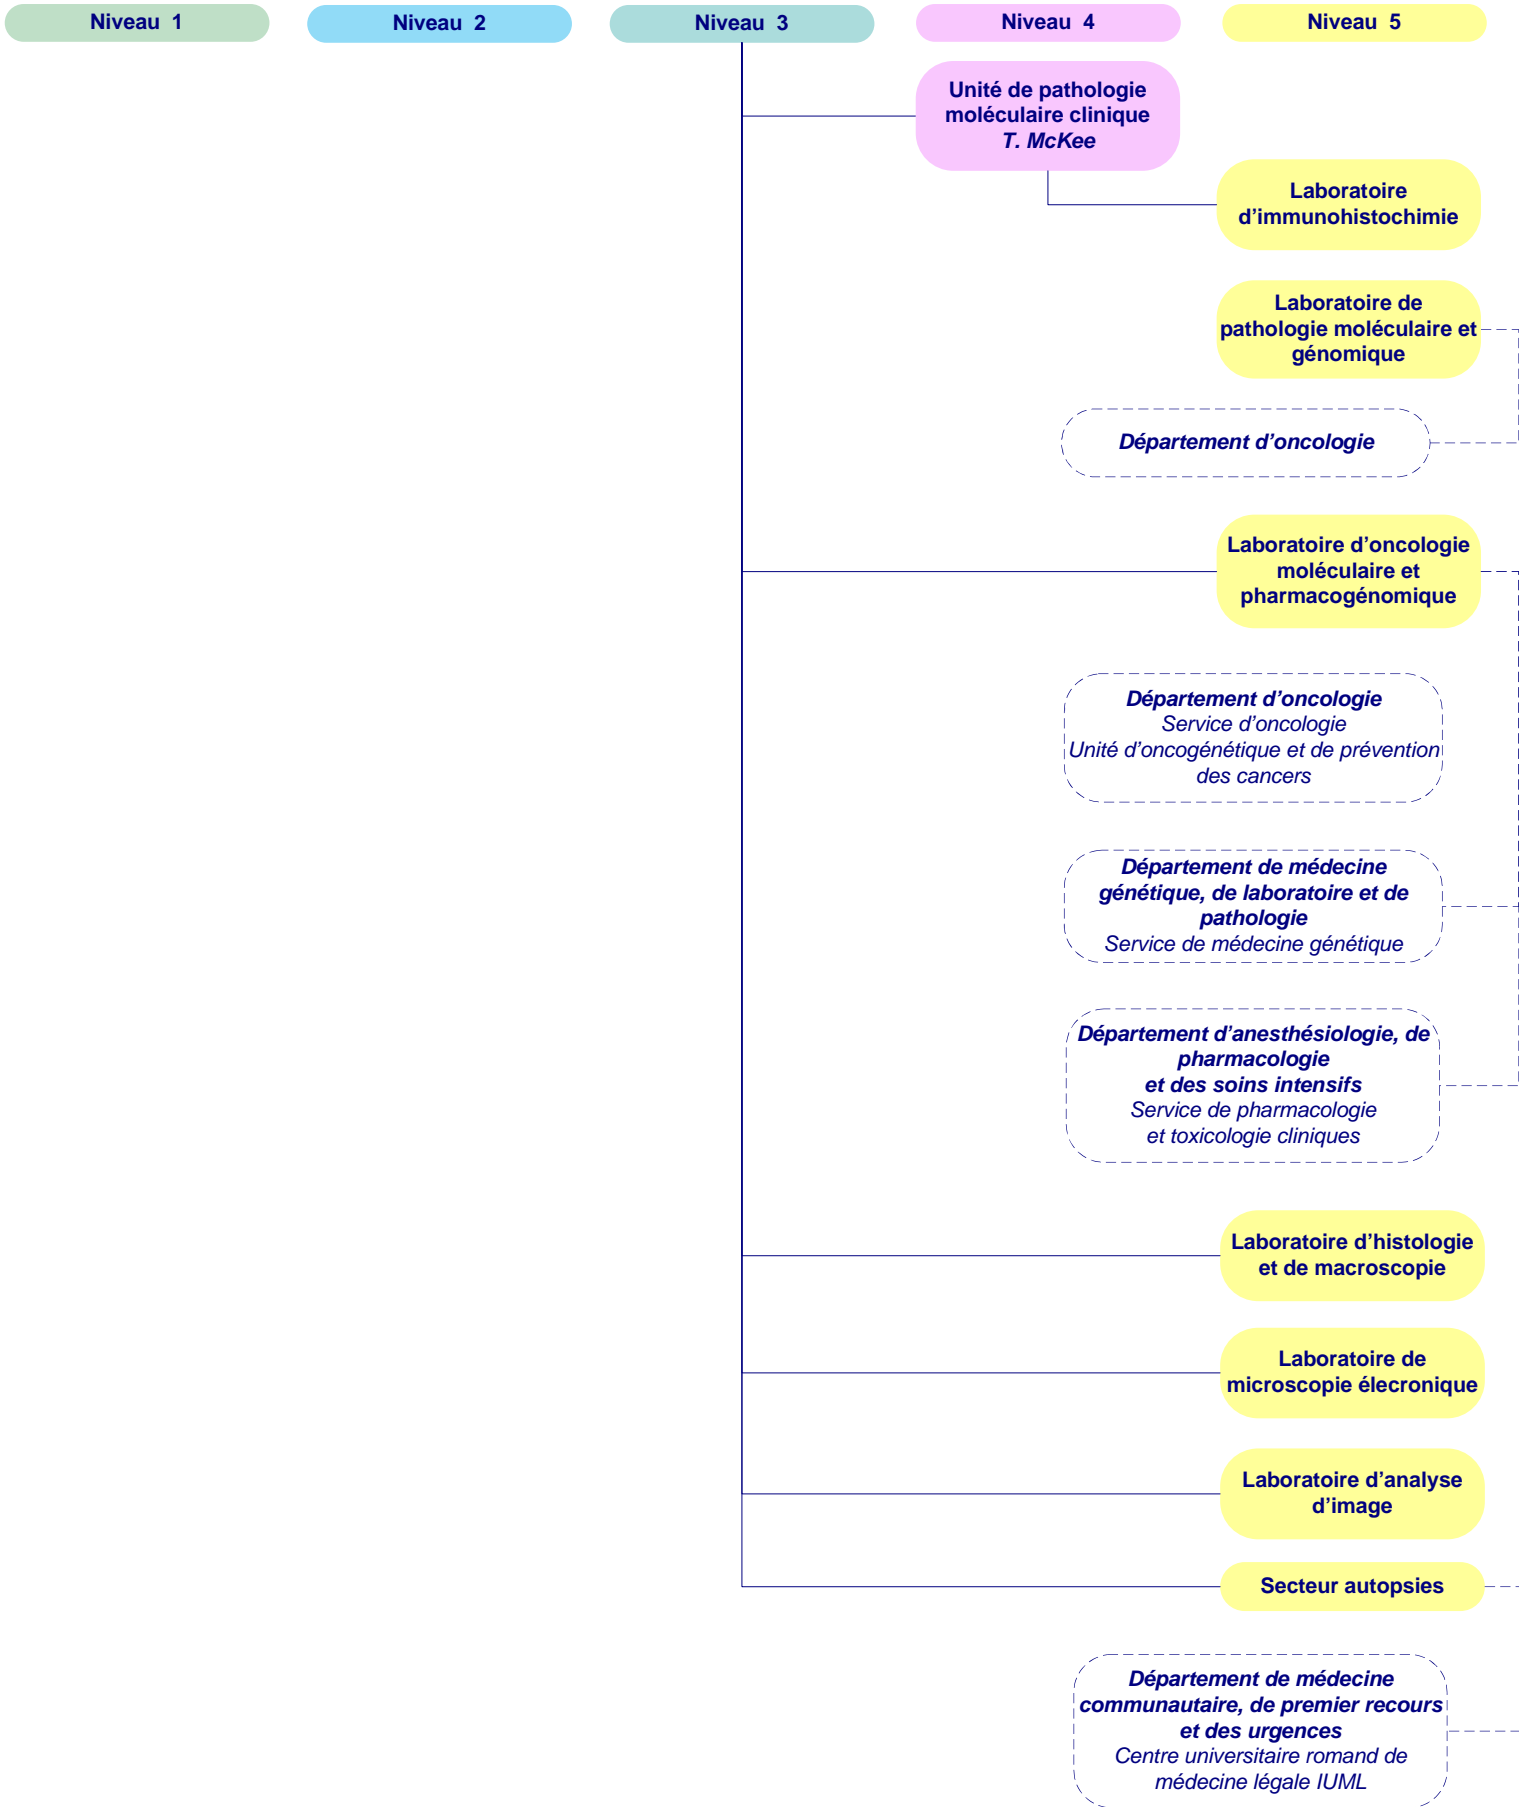 Niveau 1
Niveau 2
Niveau 3
Niveau 4
Niveau 5
Unité de pathologie
moléculaire clinique
T. McKee
Laboratoire
d'immunohistochimie
Laboratoire de
pathologie moléculaire et
génomique
Département d'oncologie
Laboratoire d'oncologie
moléculaire et
pharmacogénomique
Département d'oncologie
Service d'oncologie
Unité d'oncogénétique et de prévention
des cancers
Département de médecine
génétique, de laboratoire et de
pathologie
Service de médecine génétique
Département d'anesthésiologie, de
pharmacologie
et des soins intensifs
Service de pharmacologie
et toxicologie cliniques
Laboratoire d'histologie
et de macroscopie
Laboratoire de
microscopie élecronique
Laboratoire d'analyse
d'image
Secteur autopsies
Département de médecine
communautaire, de premier recours
et des urgences
Centre universitaire romand de
médecine légale IUML